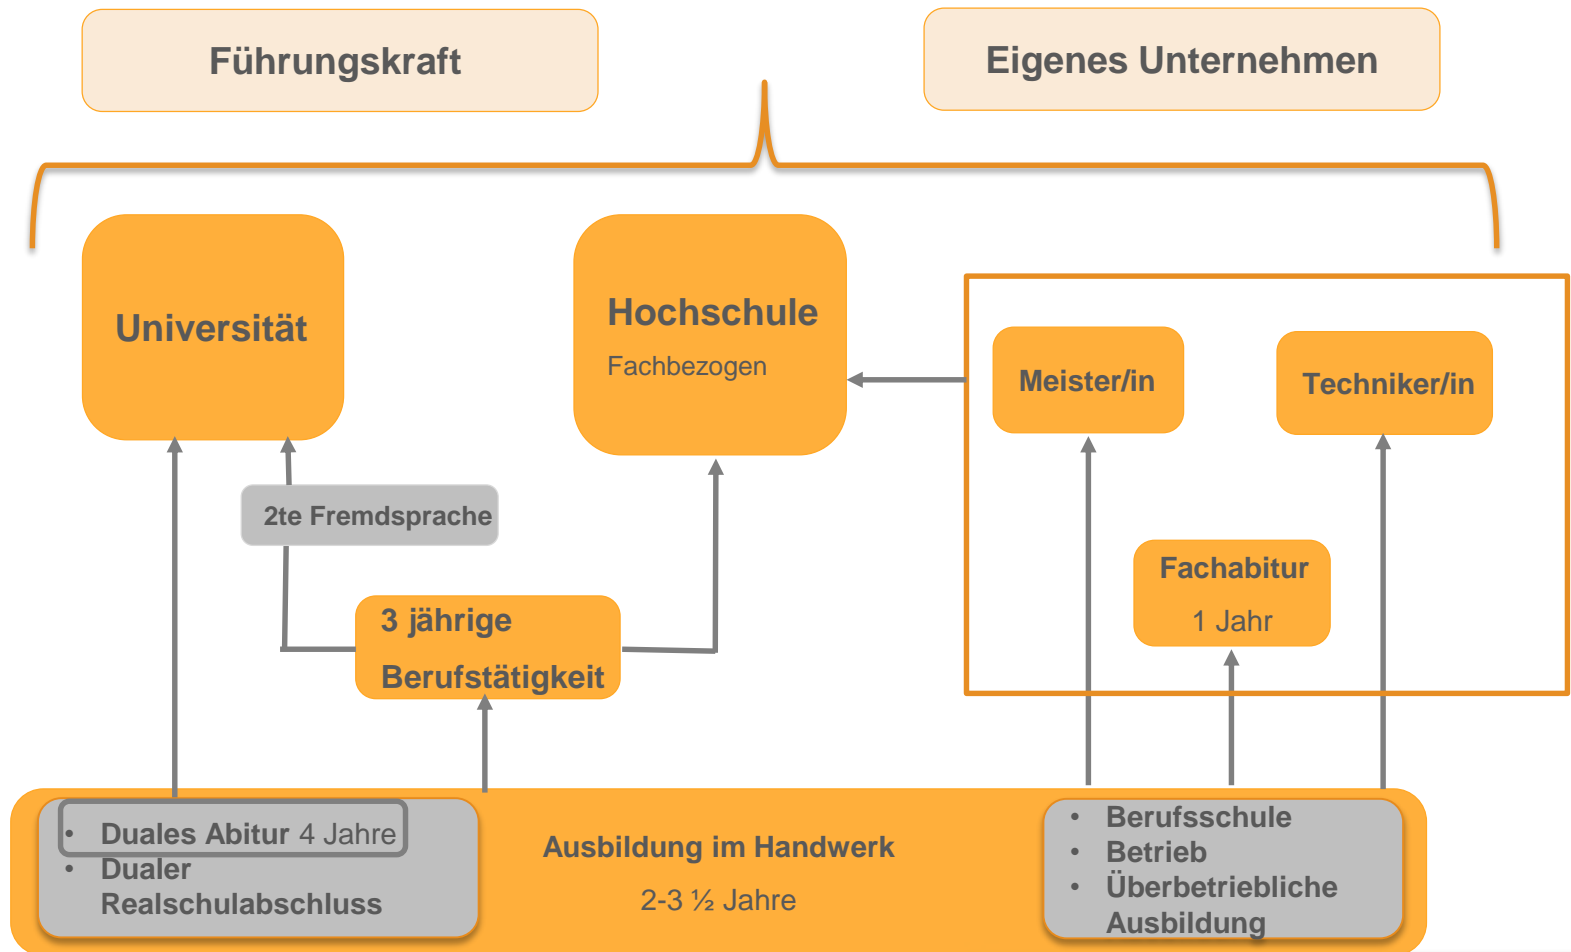 Führungskraft
Eigenes Unternehmen
Universität
Hochschule
Fachbezogen
Meister/in
Techniker/in
2te Fremdsprache
Fachabitur
1 Jahr
3 jährige
Berufstätigkeit
• Duales Abitur 4 Jahre
• Dualer
Realschulabschluss
Ausbildung im Handwerk
2-3 ½ Jahre
• Berufsschule
• Betrieb
• Überbetriebliche
Ausbildung